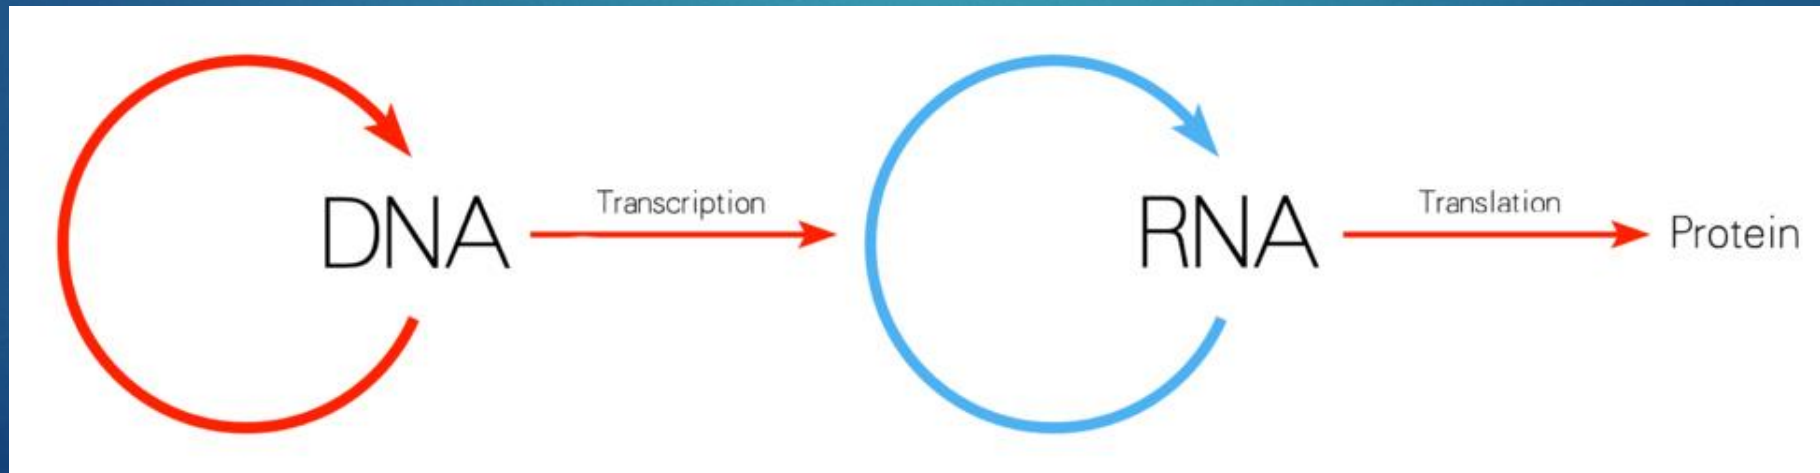 DNA
Transcription
RNA
Translation
Protein